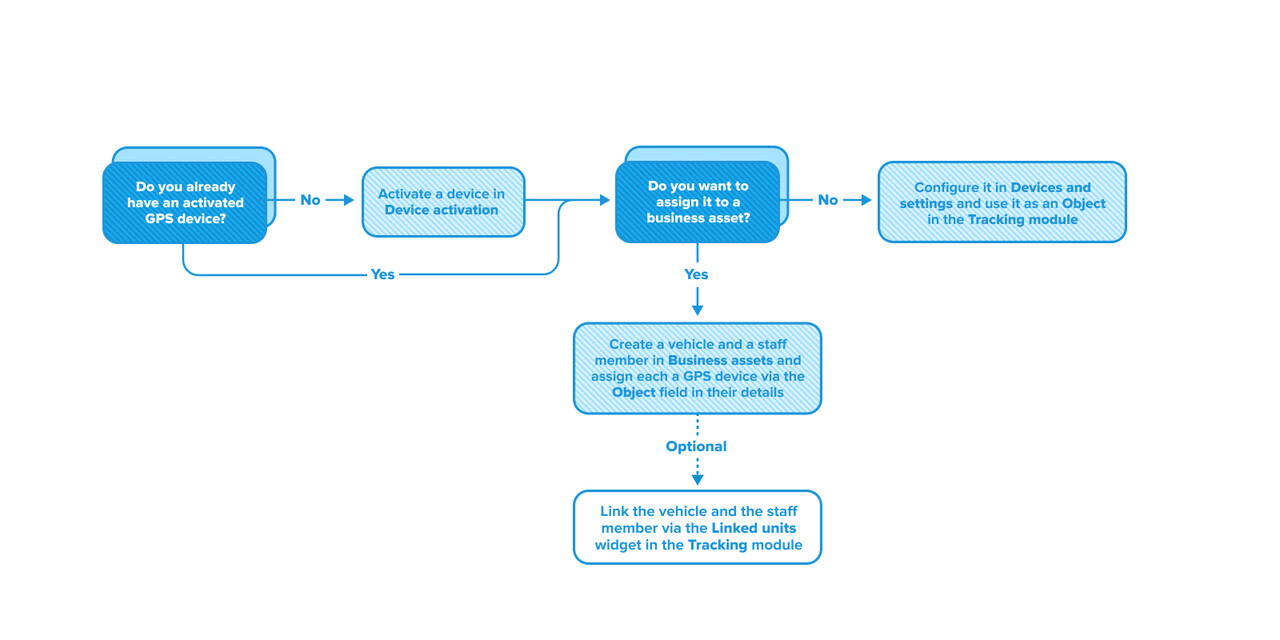 Do you already
have an activated
GPS device?
No
Activate a device in
Device activation
Yes
Do you want to
assign it to a
business asset?
No
Configure it in Devices and
settings and use it as an Object
in the Tracking module
Yes
Create a vehicle and a staff
member in Business assets and
assign each a GPS device via the
Object field in their details
Optional
Link the vehicle and the staff
member via the Linked units
widget in the Tracking module